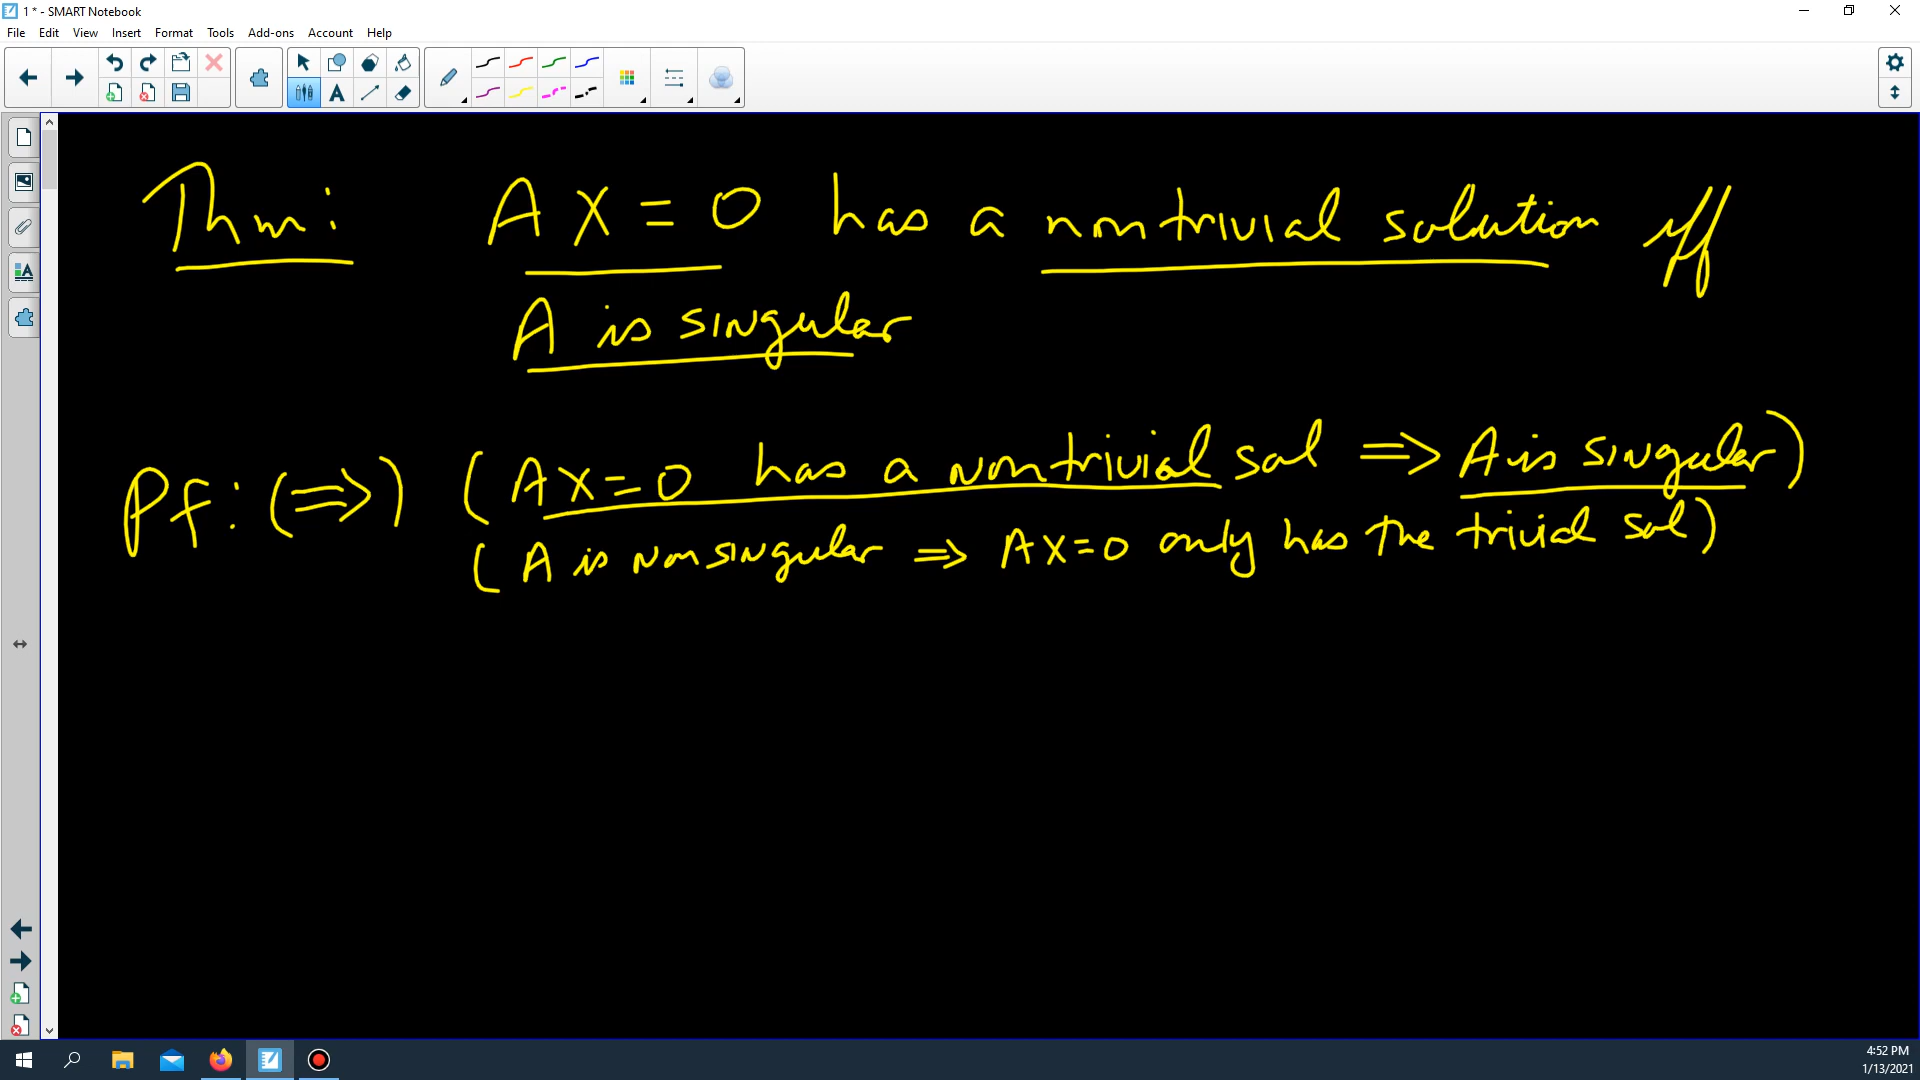 1 * - SMART Notebook
File Edit View Insert Format Tools Add-ons Account Help
Thm: AX = 0 has a nontrivial solution iff
A is singular
Pf: (=>) (AX=0 has a nontrivial sol => A is singular)
(A is nonsingular => AX=0 only has the trivial sol)
4:52 PM
1/13/2021